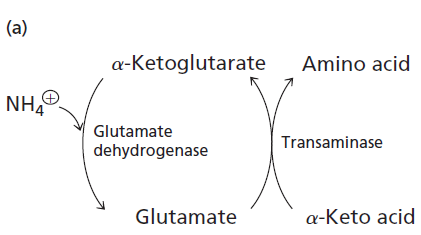 (a)
α-Ketoglutarate
Amino acid
NH4⊕
Glutamate
dehydrogenase
Transaminase
Glutamate
α-Keto acid